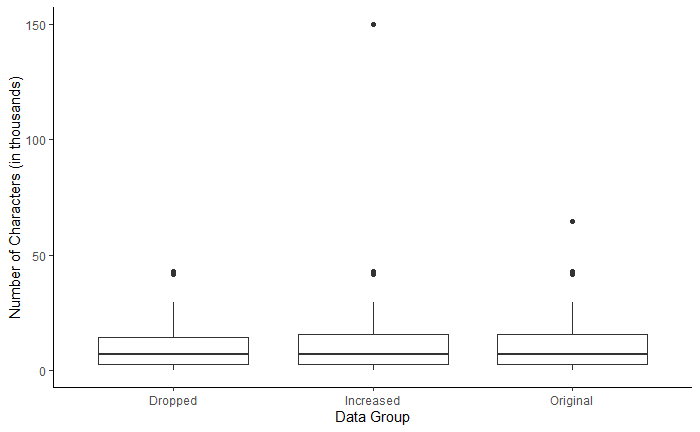 Number of Characters (in thousands)
150
100
50
0
Dropped
Increased
Original
Data Group